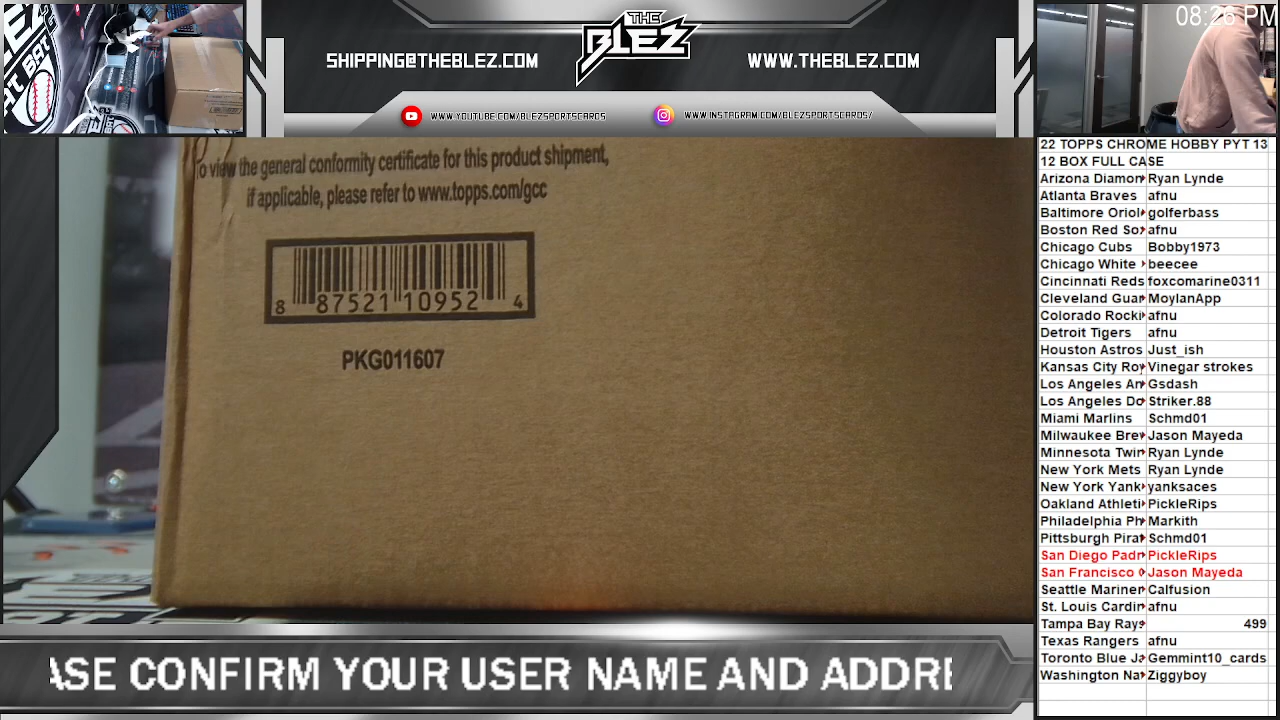 THE
BLEZ
SHIPPING@THEBLEZ.COM
WWW.THEBLEZ.COM
WWW.YOUTUBE.COM/BLEZSPORTSCARDS
WWW.INSTAGRAM.COM/BLEZSPORTSCARDS/
08:26 PM
To view the general conformity certificate for this product shipment,
if applicable, please refer to www.topps.com/gcc
8 87521 10952 4
PKG011607
22 TOPPS CHROME HOBBY PYT 13
12 BOX FULL CASE
Arizona Diamon Ryan Lynde
Atlanta Braves afnu
Baltimore Oriol golferbass
Boston Red So afnu
Chicago Cubs Bobby1973
Chicago White beecee
Cincinnati Reds foxcomarine0311
Cleveland Guar MoylanApp
Colorado Rocki afnu
Detroit Tigers afnu
Houston Astros Just_ish
Kansas City Roy Vinegar strokes
Los Angeles An Gsdash
Los Angeles Do Striker.88
Miami Marlins Schmd01
Milwaukee Brew Jason Mayeda
Minnesota Twin Ryan Lynde
New York Mets Ryan Lynde
New York Yank yanksaces
Oakland Athleti PickleRips
Philadelphia Ph Markith
Pittsburgh Pirat Schmd01
San Diego Padr PickleRips
San Francisco Jason Mayeda
Seattle Mariner Calfusion
St. Louis Cardin afnu
Tampa Bay Rays 499
Texas Rangers afnu
Toronto Blue Ja Gemmint10_cards
Washington Na Ziggyboy
ASE CONFIRM YOUR USER NAME AND ADDRE